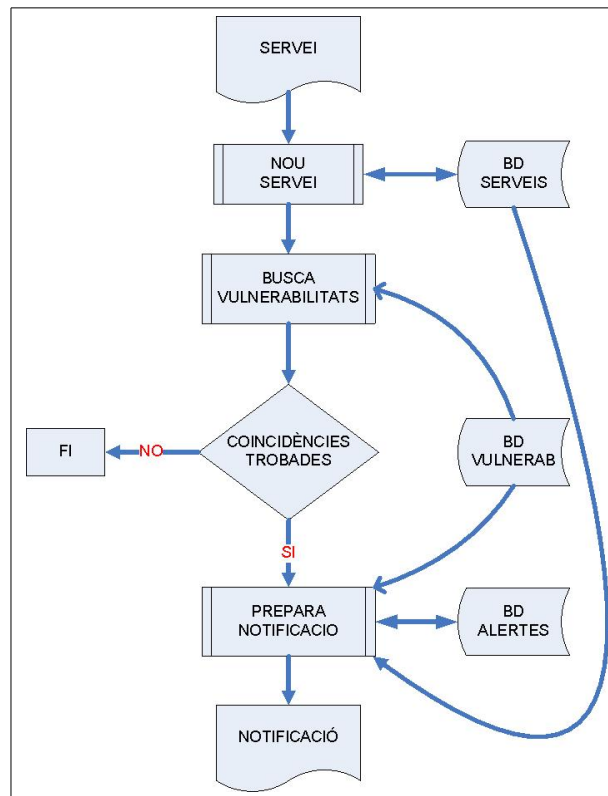 SERVEI
NOU
SERVEI
BD
SERVEIS
BUSCA
VULNERABILITATS
COINCIDÈNCIES
TROBADES
NO
FI
BD
VULNERAB
SI
PREPARA
NOTIFICACIO
BD
ALERTES
NOTIFICACIÓ